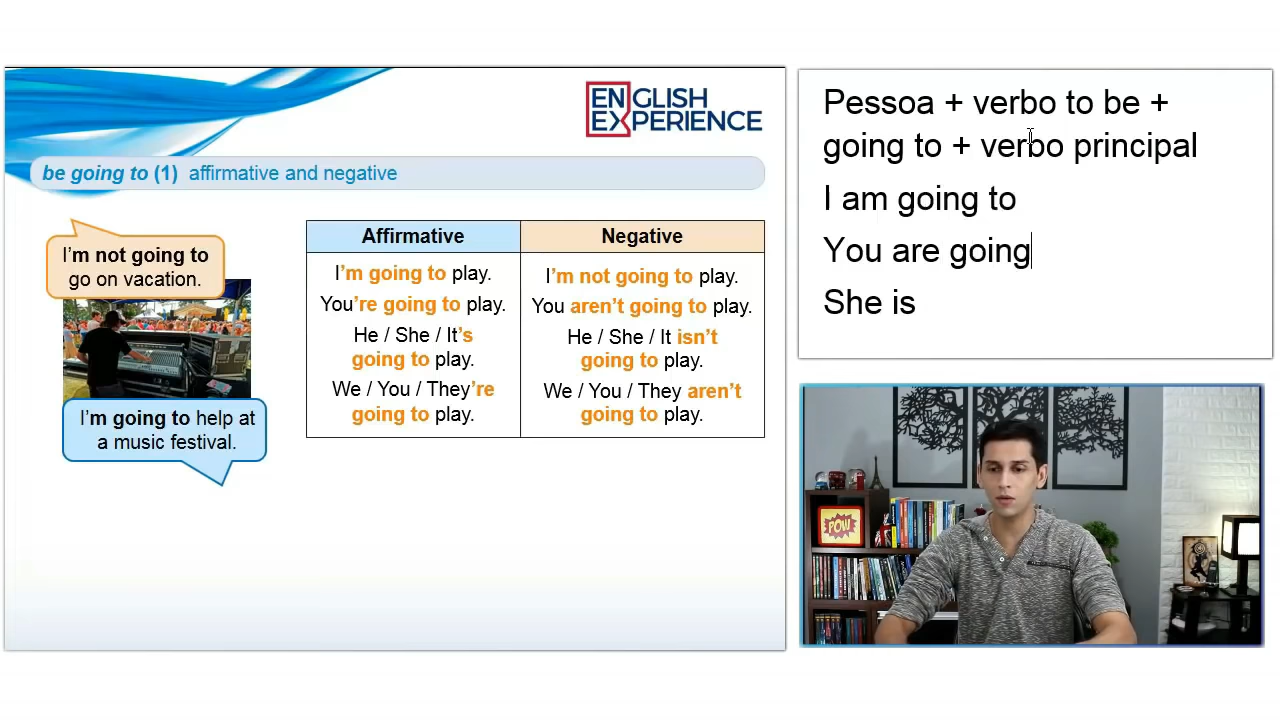 ENGLISH
EXPERIENCE
be going to (1) affirmative and negative
I'm not going to
go on vacation.
I'm going to help at
a music festival.
Affirmative
I'm going to play.
You're going to play.
He / She / It's
going to play.
We / You / They're
going to play.
Negative
I'm not going to play.
You aren't going to play.
He / She / It isn't
going to play.
We / You / They aren't
going to play.
Pessoa + verbo to be +
going to + verbo principal
I am going to
You are going
She is
POW